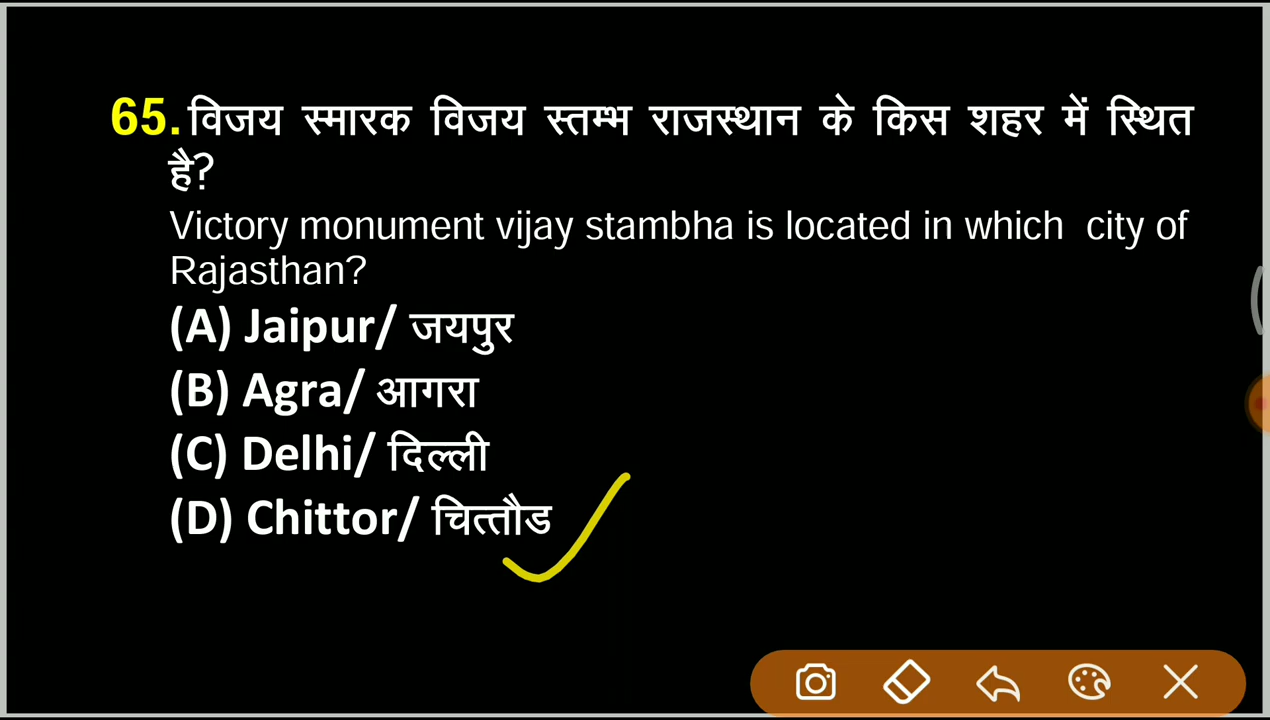 65. विजय स्मारक विजय स्तम्भ राजस्थान के किस शहर में स्थित
है?
Victory monument vijay stambha is located in which city of
Rajasthan?
(A) Jaipur/ जयपुर
(B) Agra/ आगरा
(C) Delhi/ दिल्ली
(D) Chittor/ चित्तौड